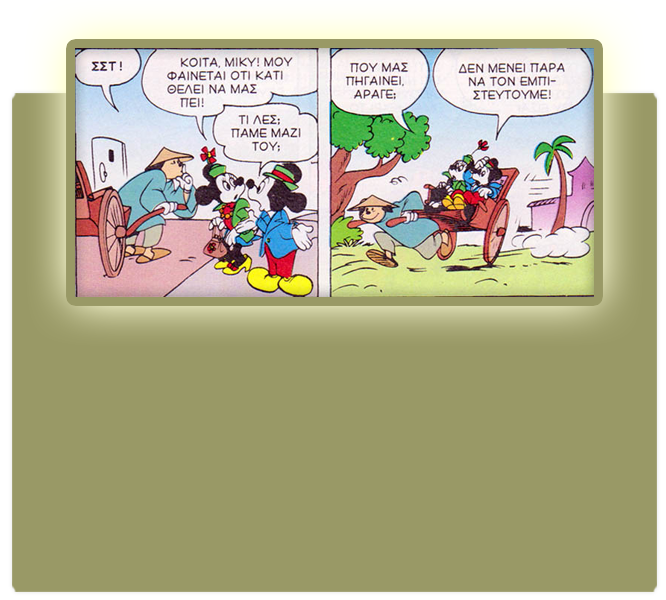 ΣΣΤ!
ΚΟΙΤΑ, ΜΙΚΥ! ΜΟΥ
ΦΑΙΝΕΤΑΙ ΟΤΙ ΚΑΤΙ
ΘΕΛΕΙ ΝΑ ΜΑΣ
ΠΕΙ!
ΤΙ ΛΕΣ;
ΠΑΜΕ ΜΑΖΙ
ΤΟΥ;
ΠΟΥ ΜΑΣ
ΠΗΓΑΙΝΕΙ,
ΑΡΑΓΕ;
ΔΕΝ ΜΕΝΕΙ ΠΑΡΑ
ΝΑ ΤΟΝ ΕΜΠΙ-
ΣΤΕΥΤΟΥΜΕ!